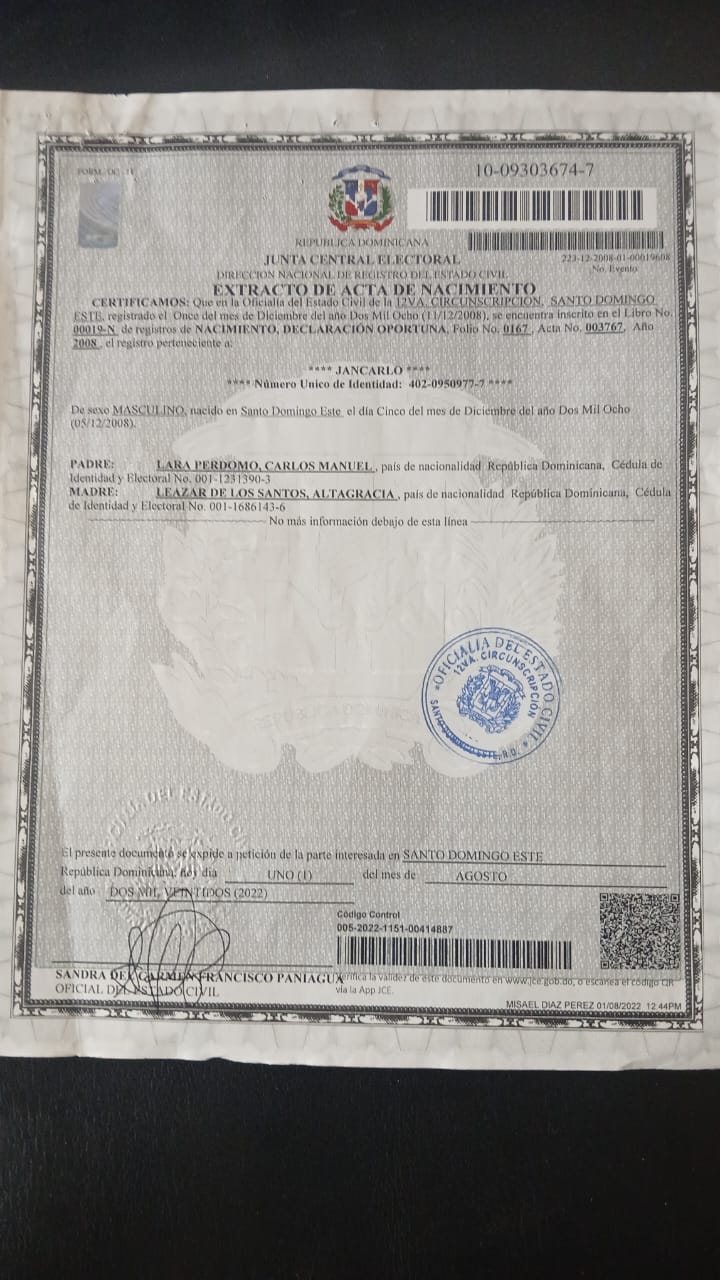 FORM. OC
10-09303674-7
REPUBLICA DOMINICANA
JUNTA CENTRAL ELECTORAL
223-12-2008-01-00019608
DIRECCION NACIONAL DE REGISTRO DEL ESTADO CIVIL
No. Evento
EXTRACTO DE ACTA DE NACIMIENTO
CERTIFICAMOS: Que en la Oficialía del Estado Civil de la 12VA. CIRCUNSCRIPCION, SANTO DOMINGO
ESTE, registrado el Once del mes de Diciembre del año Dos Mil Ocho (11/12/2008), se encuentra inscrito en el Libro No.
00019-N de registros de NACIMIENTO, DECLARACIÓN OPORTUNA, Folio No. 0167, Acta No. 003767, Año
2008, el registro perteneciente a:
**** JANCARLO ****
**** Número Unico de Identidad: 402-0950977-7 ****
De sexo MASCULINO, nacido en Santo Domingo Este el día Cinco del mes de Diciembre del año Dos Mil Ocho
(05/12/2008).
PADRE: LARA PERDOMO, CARLOS MANUEL, país de nacionalidad República Dominicana, Cédula de
Identidad y Electoral No. 001-1231390-3
MADRE: LEAZAR DE LOS SANTOS, ALTAGRACIA, país de nacionalidad República Dominicana, Cédula
de Identidad y Electoral No. 001-1686143-6
No más información debajo de esta línea
OFICIALIA DEL ESTADO CIVIL
12VA. CIRCUNSCRIPCIÓN
SANTO DOMINGO ESTE, R.D.
El presente documento se expide a petición de la parte interesada en SANTO DOMINGO ESTE
República Dominicana, hoy día UNO (1) del mes de AGOSTO
del año DOS MIL VEINTIDOS (2022)
Código Control
005-2022-1151-00414887
SANDRA DEL CARMEN FRANCISCO PANIAGUA
OFICIAL DEL ESTADO CIVIL
Verifica la validez de este documento en www.jce.gob.do, o escanea el código QR
vía la App JCE.
MISAEL DIAZ PEREZ 01/08/2022 12:44PM